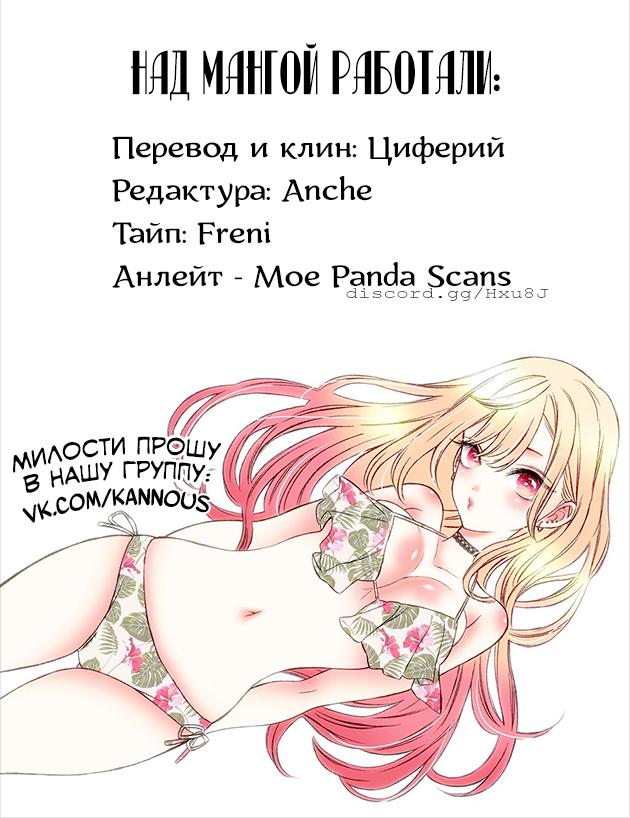 НАД МАНГОЙ РАБОТАЛИ:
Перевод и клин: Циферий
Редактура: Anche
Тайп: Freni
Анлейт - Moe Panda Scans
discord.gg/Hxu8J
МИЛОСТИ ПРОШУ
В НАШУ ГРУППУ:
VK.COM/KANNOUS